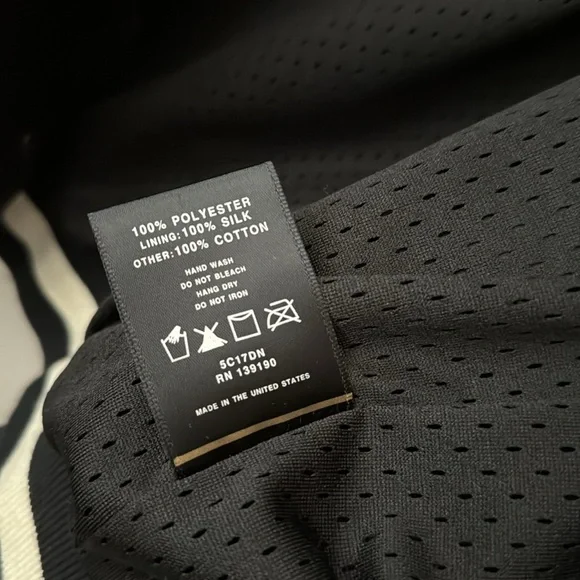 100% POLYESTER
LINING:100% SILK
OTHER:100% COTTON
HAND WASH
DO NOT BLEACH
HANG DRY
DO NOT IRON
5C17DN
RN 139190
MADE IN THE UNITED STATES